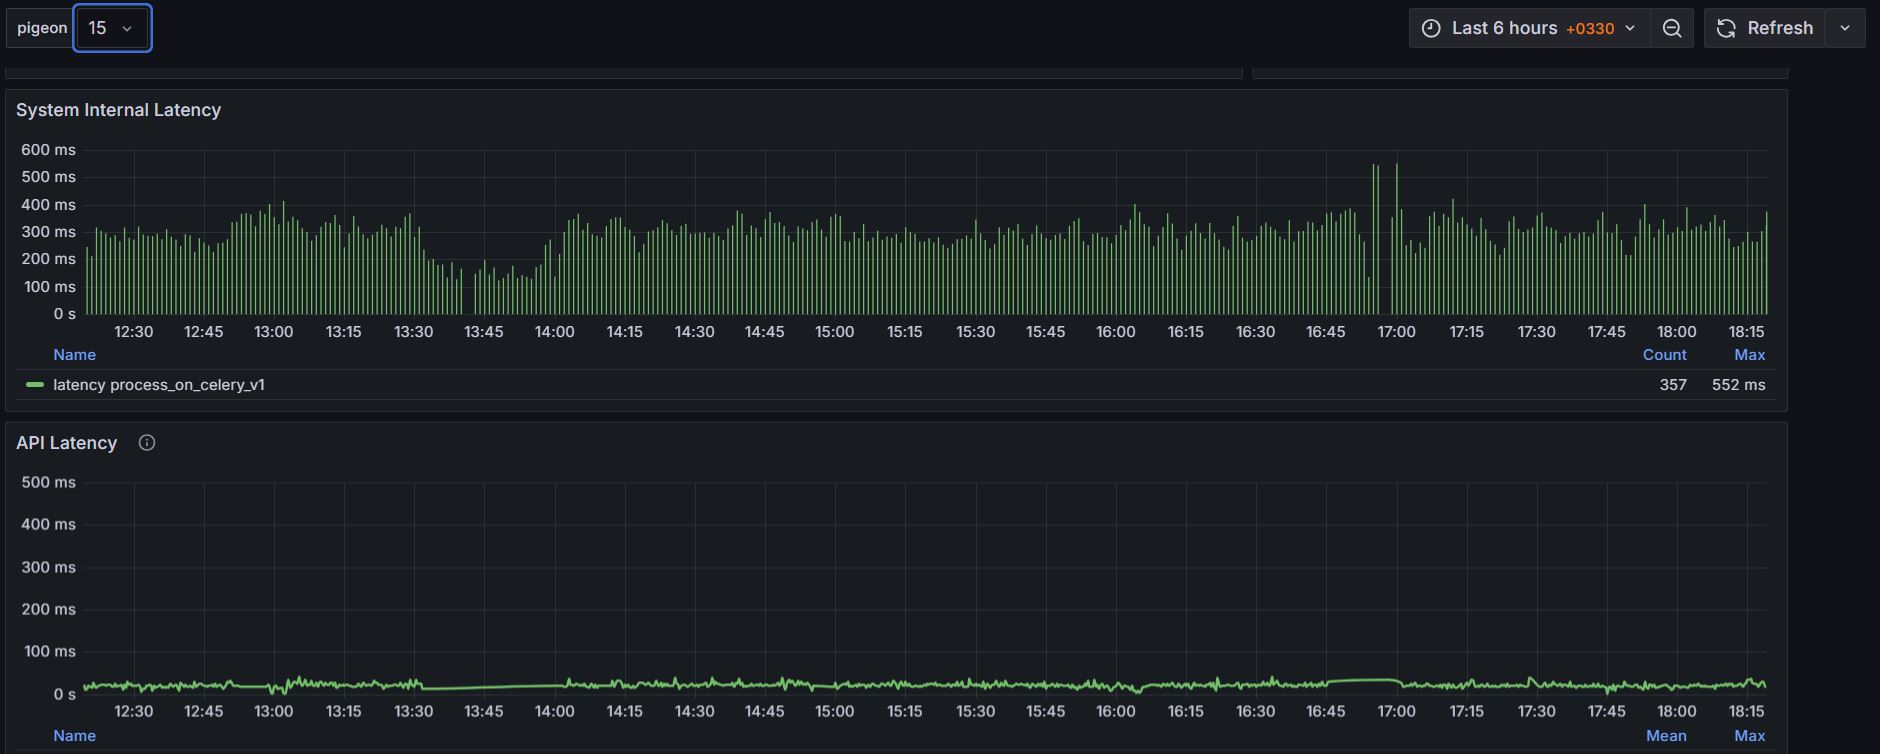 pigeon 15 Last 6 hours +0330 Refresh
System Internal Latency
600 ms
500 ms
400 ms
300 ms
200 ms
100 ms
0 s
12:30 12:45 13:00 13:15 13:30 13:45 14:00 14:15 14:30 14:45 15:00 15:15 15:30 15:45 16:00 16:15 16:30 16:45 17:00 17:15 17:30 17:45 18:00 18:15
Name Count Max
latency process_on_celery_v1 357 552 ms
API Latency
500 ms
400 ms
300 ms
200 ms
100 ms
0 s
12:30 12:45 13:00 13:15 13:30 13:45 14:00 14:15 14:30 14:45 15:00 15:15 15:30 15:45 16:00 16:15 16:30 16:45 17:00 17:15 17:30 17:45 18:00 18:15
Name Mean Max